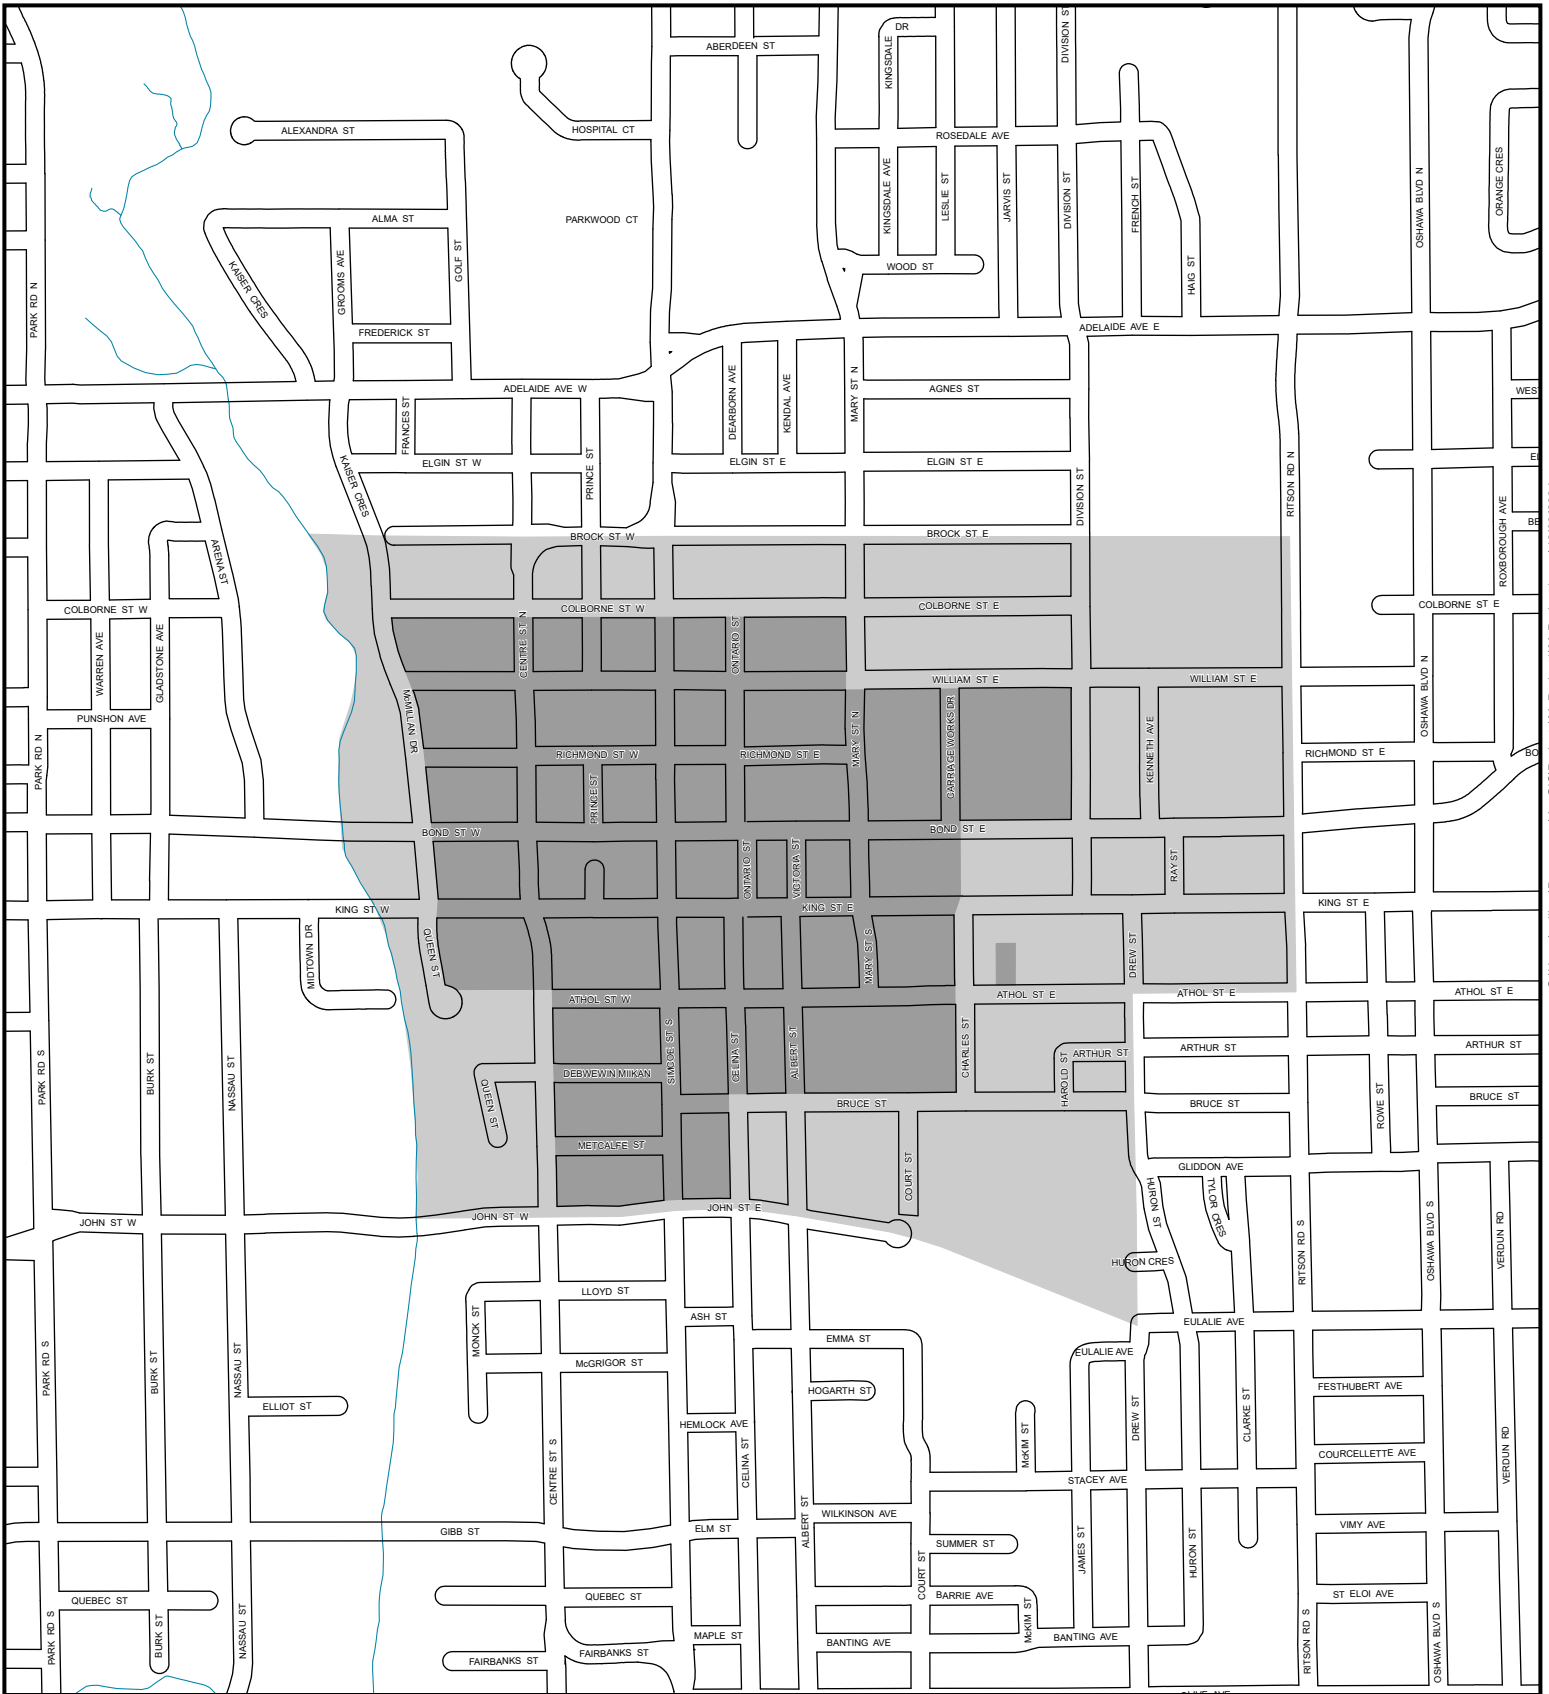 DR
ABERDEEN ST
KINGSDALE
DIVISION ST
ALEXANDRA ST
HOSPITAL CT
ROSEDALE AVE
ORANGE CRES
KINGSDALE AVE
LESLIE ST
JARVIS ST
DIVISION ST
FRENCH ST
OSHAWA BLVD N
ALMA ST
PARKWOOD CT
GOLF ST
WOOD ST
HAIG ST
KAISER CRES
GROOMS AVE
PARK RD N
FREDERICK ST
ADELAIDE AVE E
ADELAIDE AVE W
AGNES ST
WES
FRANCES ST
DEARBORN AVE
KENDAL AVE
MARY ST N
ELGIN ST W
ELGIN ST E
ELGIN ST E
KAISER CRES
PRINCE ST
DIVISION ST
RITSON RD N
ROXBOROUGH AVE
BE
BROCK ST W
BROCK ST E
ARENA ST
COLBORNE ST W
COLBORNE ST W
COLBORNE ST E
COLBORNE ST E
WARREN AVE
GLADSTONE AVE
CENTRE ST N
ONTARIO ST
WILLIAM ST E
WILLIAM ST E
OSHAWA BLVD N
PUNSHON AVE
McMILLAN DR
MARY ST N
CARRIAGE WORKS DR
KENNETH AVE
PARK RD N
RICHMOND ST W
RICHMOND ST E
RICHMOND ST E
BO
PRINCE ST
BOND ST W
BOND ST E
ONTARIO ST
VICTORIA ST
RAY ST
KING ST W
KING ST E
KING ST E
MIDTOWN DR
QUEEN ST
MARY ST S
DREW ST
ATHOL ST W
ATHOL ST E
ATHOL ST E
ATHOL ST E
PARK RD S
BURK ST
NASSAU ST
SIMCOE ST S
CELINA ST
ALBERT ST
CHARLES ST
ARTHUR ST
ARTHUR ST
ARTHUR ST
DEBWEWIN MIIKAN
QUEEN ST
HAROLD ST
BRUCE ST
BRUCE ST
BRUCE ST
ROWE ST
METCALFE ST
COURT ST
GLIDDON AVE
HURON ST
TYLOR CRES
JOHN ST W
JOHN ST W
JOHN ST E
RITSON RD S
OSHAWA BLVD S
VERDUN RD
HURON CRES
LLOYD ST
MONCK ST
ASH ST
EMMA ST
EULALIE AVE
EULALIE AVE
PARK RD S
BURK ST
NASSAU ST
McGRIGOR ST
HOGARTH ST
FESTHUBERT AVE
ELLIOT ST
HEMLOCK AVE
DREW ST
CLARKE ST
McKIM ST
COURCELLETTE AVE
VERDUN RD
CENTRE ST S
CELINA ST
STACEY AVE
ALBERT ST
WILKINSON AVE
GIBB ST
ELM ST
SUMMER ST
VIMY AVE
JAMES ST
HURON ST
COURT ST
QUEBEC ST
QUEBEC ST
BARRIE AVE
ST ELOI AVE
PARK RD S
BURK ST
NASSAU ST
McKIM ST
RITSON RD S
OSHAWA BLVD S
MAPLE ST
BANTING AVE
BANTING AVE
FAIRBANKS ST
FAIRBANKS ST